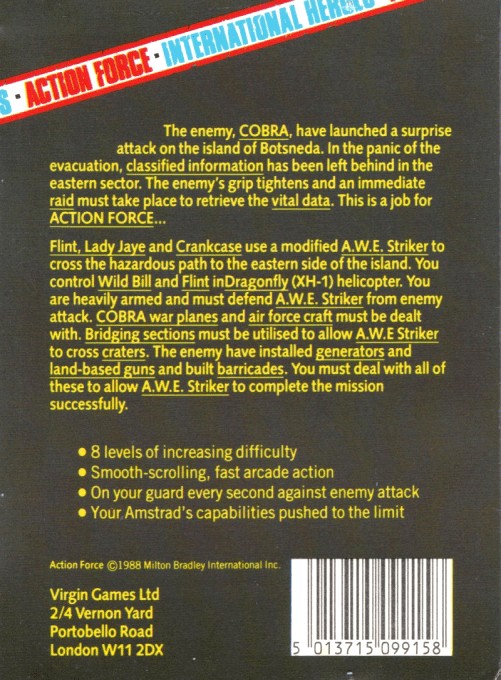 S · ACTION FORCE · INTERNATIONAL HEROES ·
The enemy, COBRA, have launched a surprise
attack on the island of Botsneda. In the panic of the
evacuation, classified information has been left behind in the
eastern sector. The enemy's grip tightens and an immediate
raid must take place to retrieve the vital data. This is a job for
ACTION FORCE...
Flint, Lady Jaye and Crankcase use a modified A.W.E. Striker to
cross the hazardous path to the eastern side of the island. You
control Wild Bill and Flint inDragonfly (XH-1) helicopter. You
are heavily armed and must defend A.W.E. Striker from enemy
attack. COBRA war planes and air force craft must be dealt
with. Bridging sections must be utilised to allow A.W.E Striker
to cross craters. The enemy have installed generators and
land-based guns and built barricades. You must deal with all of
these to allow A.W.E. Striker to complete the mission
successfully.
● 8 levels of increasing difficulty
● Smooth-scrolling, fast arcade action
● On your guard every second against enemy attack
● Your Amstrad's capabilities pushed to the limit
Action Force ©1988 Milton Bradley International Inc.
Virgin Games Ltd
2/4 Vernon Yard
Portobello Road
London W11 2DX
5 013715 099158